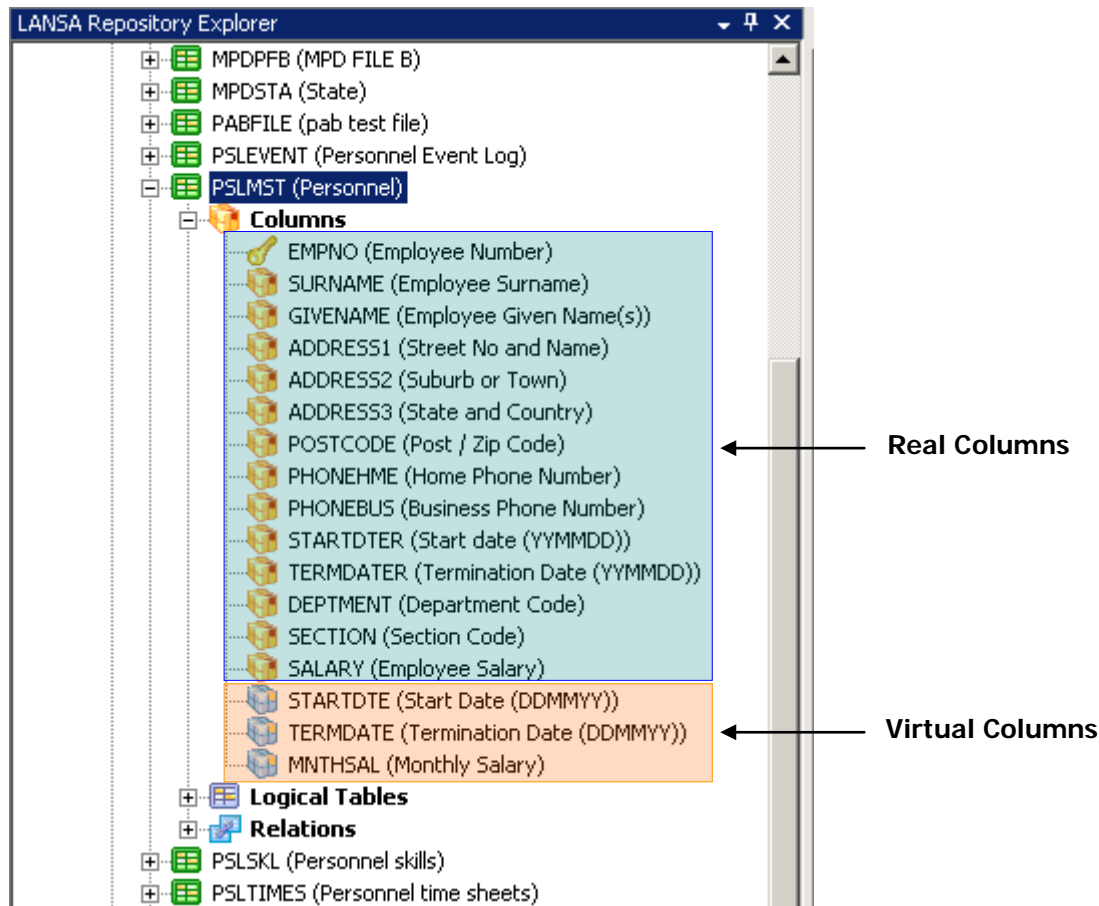 LANSA Repository Explorer
MPDPFB (MPD FILE B)
MPDSTA (State)
PABFILE (pab test file)
PSLEVENT (Personnel Event Log)
PSLMST (Personnel)
Columns
EMPNO (Employee Number)
SURNAME (Employee Surname)
GIVENAME (Employee Given Name(s))
ADDRESS1 (Street No and Name)
ADDRESS2 (Suburb or Town)
ADDRESS3 (State and Country)
POSTCODE (Post / Zip Code)
Real Columns
PHONEHME (Home Phone Number)
PHONEBUS (Business Phone Number)
STARTDTER (Start date (YYMMDD))
TERMDATER (Termination Date (YYMMDD))
DEPTMENT (Department Code)
SECTION (Section Code)
SALARY (Employee Salary)
STARTDTE (Start Date (DDMMYY))
TERMDATE (Termination Date (DDMMYY))
Virtual Columns
MNTHSAL (Monthly Salary)
Logical Tables
Relations
PSLSKL (Personnel skills)
PSLTIMES (Personnel time sheets)